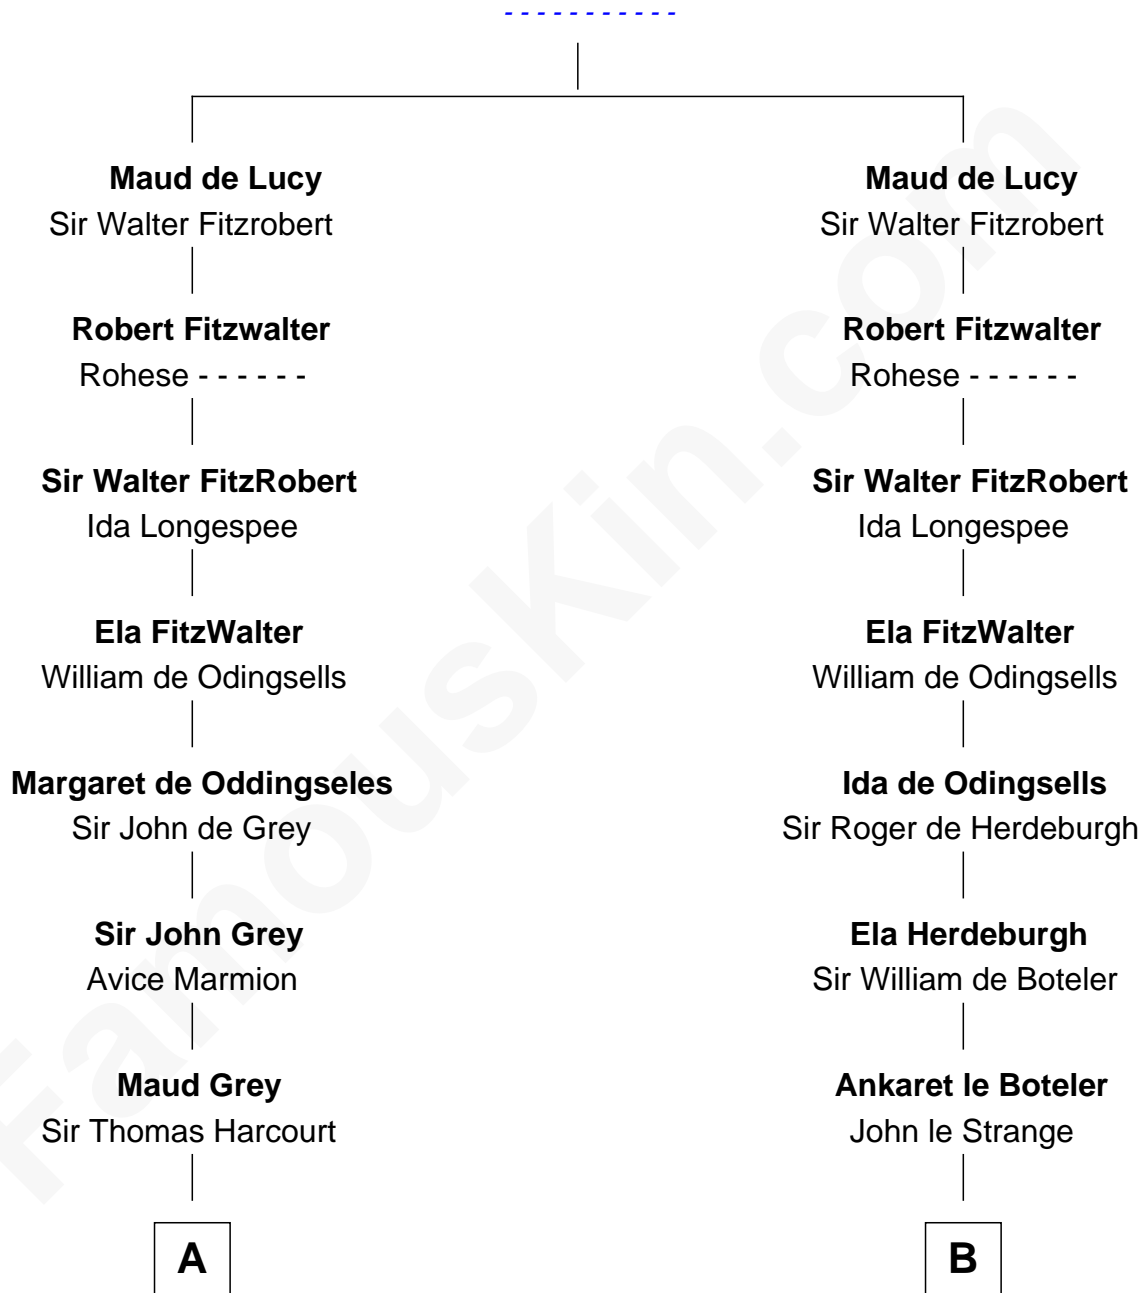 - - - - - - - - - - -
Maud de Lucy
Sir Walter Fitzrobert
Robert Fitzwalter
Rohese - - - - - -
Sir Walter FitzRobert
Ida Longespee
Ela FitzWalter
William de Odingsells
Margaret de Oddingseles
Sir John de Grey
Sir John Grey
Avice Marmion
Maud Grey
Sir Thomas Harcourt
A
Maud de Lucy
Sir Walter Fitzrobert
Robert Fitzwalter
Rohese - - - - - -
Sir Walter FitzRobert
Ida Longespee
Ela FitzWalter
William de Odingsells
Ida de Odingsells
Sir Roger de Herdeburgh
Ela Herdeburgh
Sir William de Boteler
Ankaret le Boteler
John le Strange
B
FamousKin.com